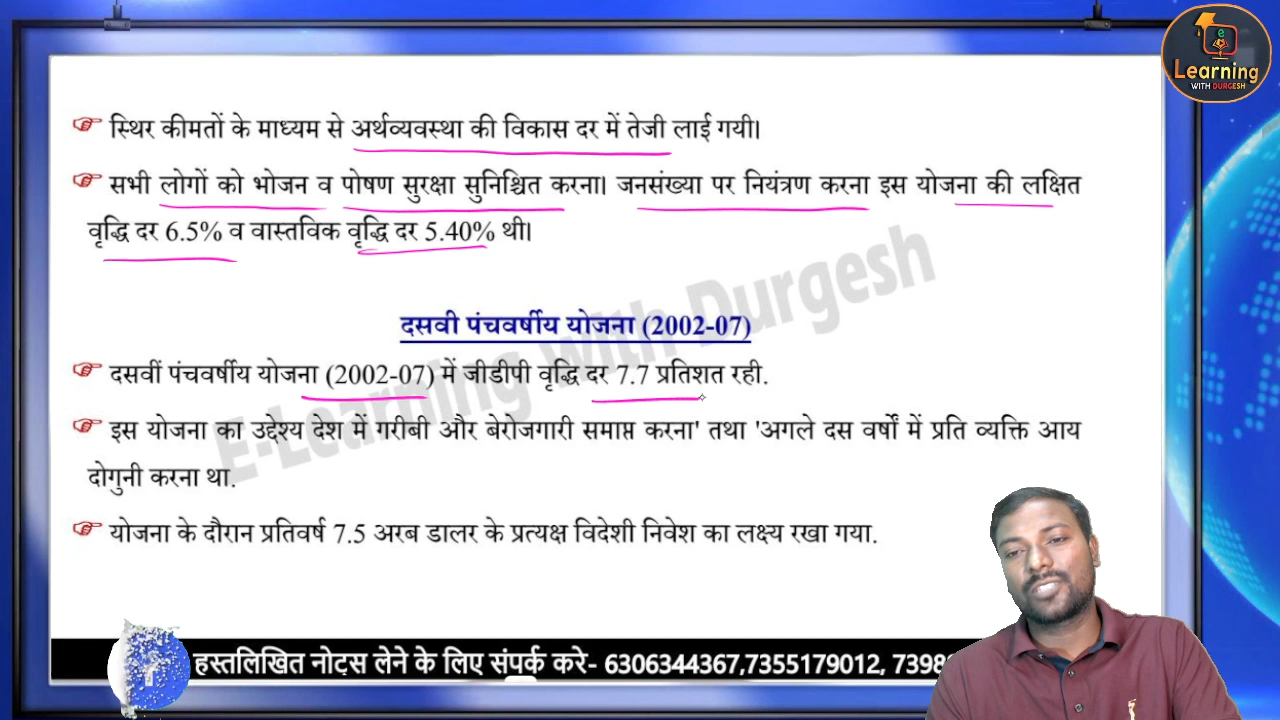 e
Learning
WITH DURGESH
स्थिर कीमतों के माध्यम से अर्थव्यवस्था की विकास दर में तेजी लाई गयी।
सभी लोगों को भोजन व पोषण सुरक्षा सुनिश्चित करना। जनसंख्या पर नियंत्रण करना इस योजना की लक्षित
वृद्धि दर 6.5% व वास्तविक वृद्धि दर 5.40% थी।
दसवी पंचवर्षीय योजना (2002-07)
दसवीं पंचवर्षीय योजना (2002-07) में जीडीपी वृद्धि दर 7.7 प्रतिशत रही.
इस योजना का उद्देश्य देश में गरीबी और बेरोजगारी समाप्त करना' तथा 'अगले दस वर्षों में प्रति व्यक्ति आय
दोगुनी करना था.
योजना के दौरान प्रतिवर्ष 7.5 अरब डालर के प्रत्यक्ष विदेशी निवेश का लक्ष्य रखा गया.
E-Learning With Durgesh
हस्तलिखित नोट्स लेने के लिए संपर्क करे- 6306344367,7355179012,